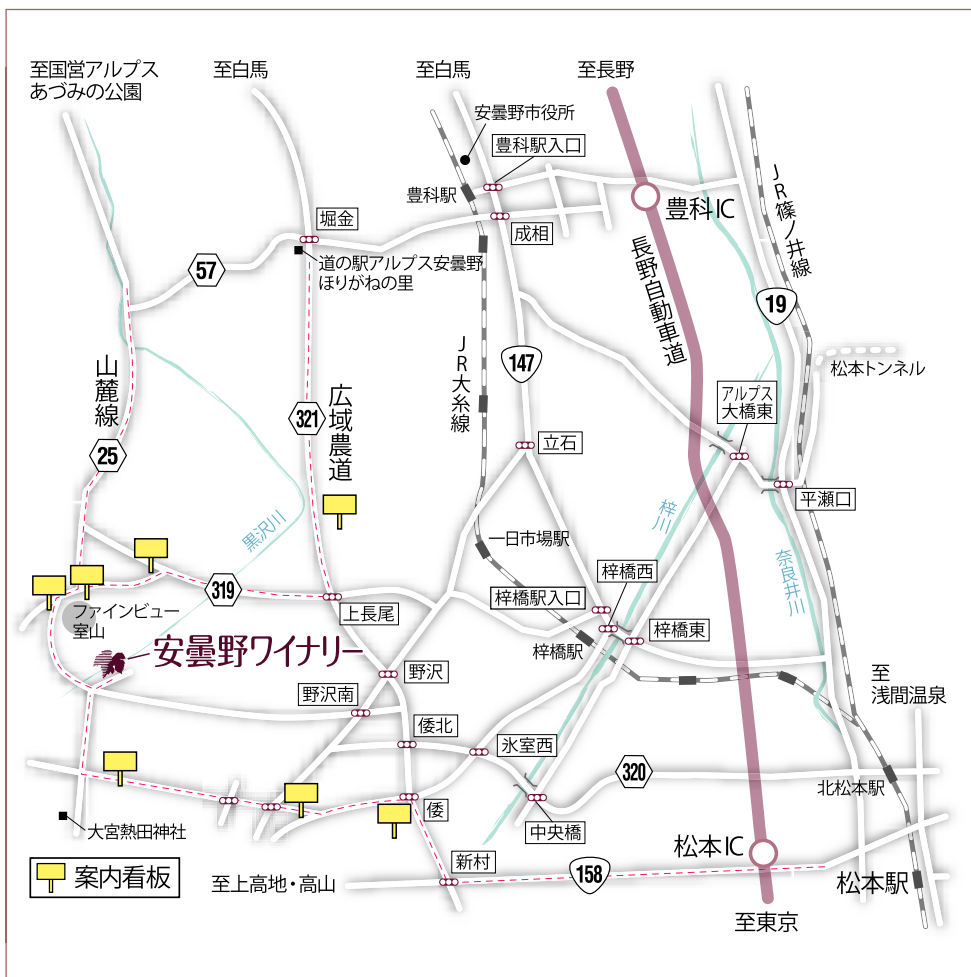 至国営アルプス
あづみの公園
至白馬
至白馬
至長野
安曇野市役所
豊科駅入口
豊科駅
堀金
成相
豊科IC
JR篠ノ井線
道の駅アルプス安曇野
ほりがねの里
57
長野自動車道
19
山麓線
321
広域農道
JR大糸線
147
松本トンネル
アルプス
大橋東
25
立石
平瀬口
黒沢川
梓川
一日市場駅
奈良井川
梓橋西
319
上長尾
梓橋駅入口
梓橋東
ファインビュー
室山
梓橋駅
安曇野ワイナリー
野沢
至
浅間温泉
野沢南
倭北
氷室西
320
北松本駅
倭
中央橋
大宮熱田神社
松本IC
新村
158
松本駅
案内看板
至上高地・高山
至東京